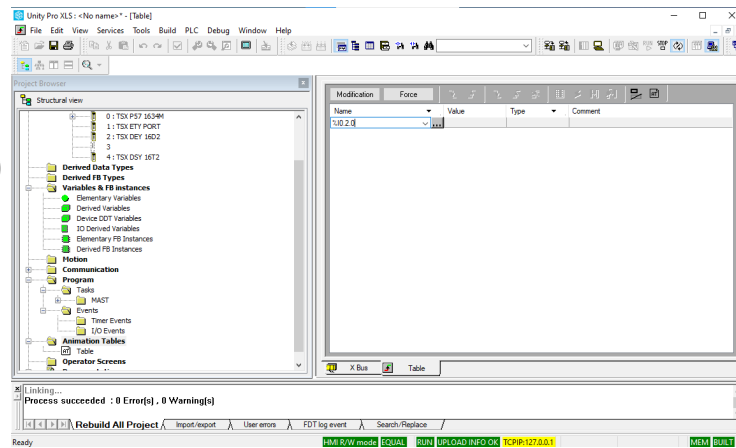 Unity Pro XLS : <No name>* - [Table]
File Edit View Services Tools Build PLC Debug Window Help
Project Browser
Structural view
0 : TSX P57 1634M
1 : TSX ETY PORT
2 : TSX DEY 16D2
3
4 : TSX DSY 16T2
Derived Data Types
Derived FB Types
Variables & FB instances
Elementary Variables
Derived Variables
Device DDT Variables
IO Derived Variables
Elementary FB Instances
Derived FB Instances
Motion
Communication
Program
Tasks
MAST
Events
Timer Events
I/O Events
Animation Tables
Table
Operator Screens
Modification Force
Name Value Type Comment
%I0.2.0
...
X Bus Table
Linking...
Process succeeded : 0 Error(s) , 0 Warning(s)
Rebuild All Project Import/export User errors FDT log event Search/Replace
Ready HMI R/W mode EQUAL RUN UPLOAD INFO OK TCPIP:127.0.0.1 MEM BUILT